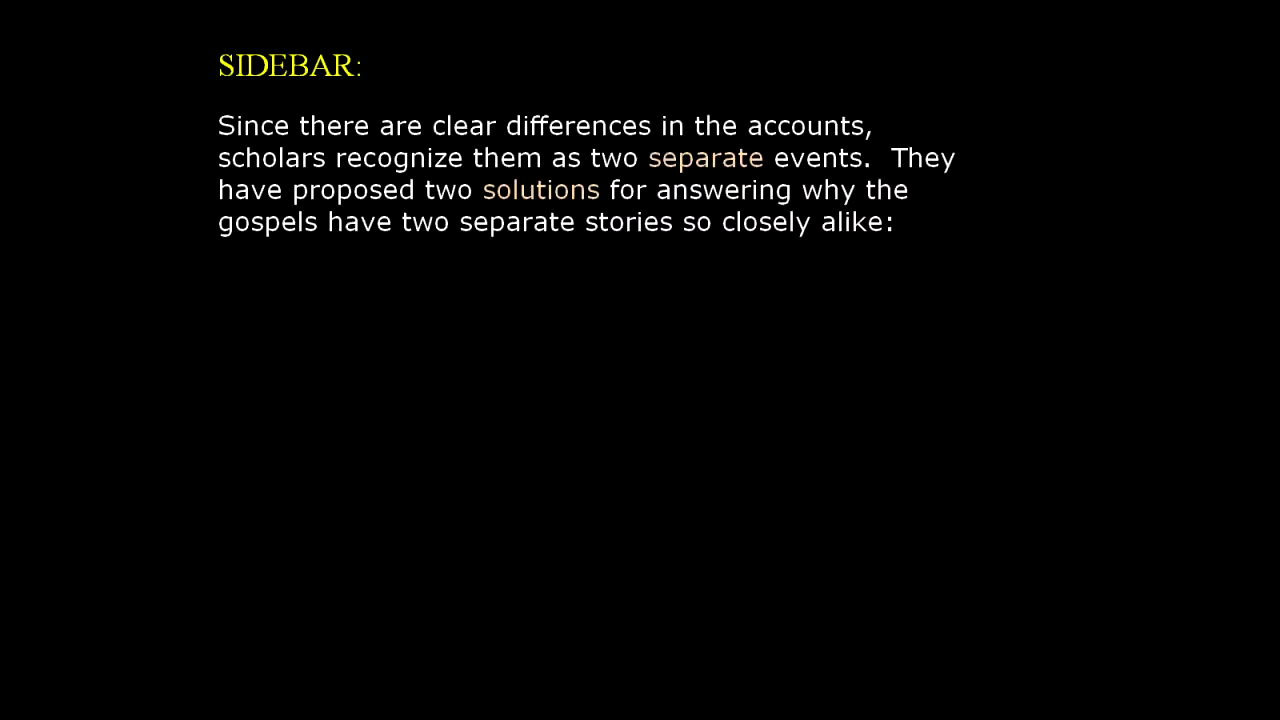 SIDEBAR:
Since there are clear differences in the accounts,
scholars recognize them as two separate events.  They
have proposed two solutions for answering why the
gospels have two separate stories so closely alike: